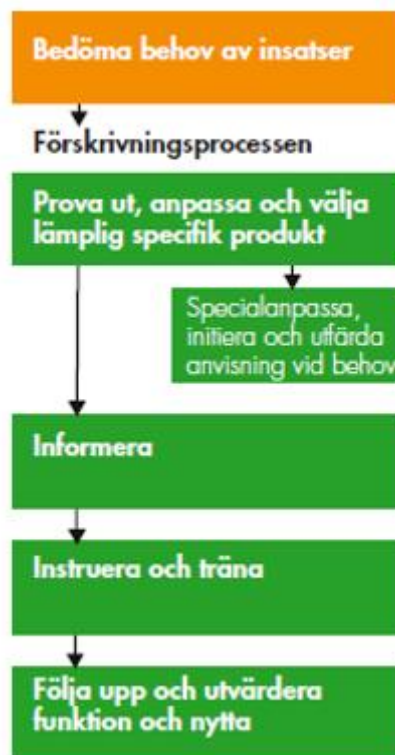 Bedöma behov av insatser
Förskrivningsprocessen
Prova ut, anpassa och välja
lämplig specifik produkt
Specialanpassa,
initiera och utfärda
anvisning vid behov
Informera
Instruera och träna
Följa upp och utvärdera
funktion och nytta